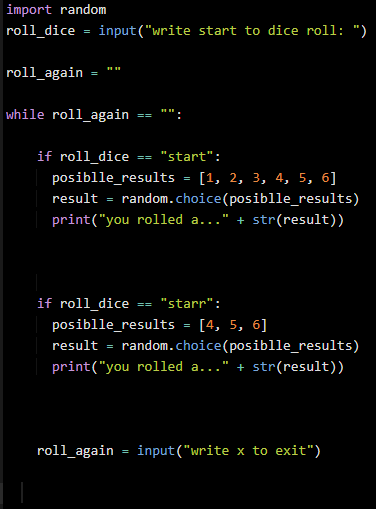 import random
roll_dice = input("write start to dice roll: ")
roll_again = ""
while roll_again == "":
if roll_dice == "start":
posiblle_results = [1, 2, 3, 4, 5, 6]
result = random.choice(posiblle_results)
print("you rolled a..." + str(result))
if roll_dice == "starr":
posiblle_results = [4, 5, 6]
result = random.choice(posiblle_results)
print("you rolled a..." + str(result))
roll_again = input("write x to exit")